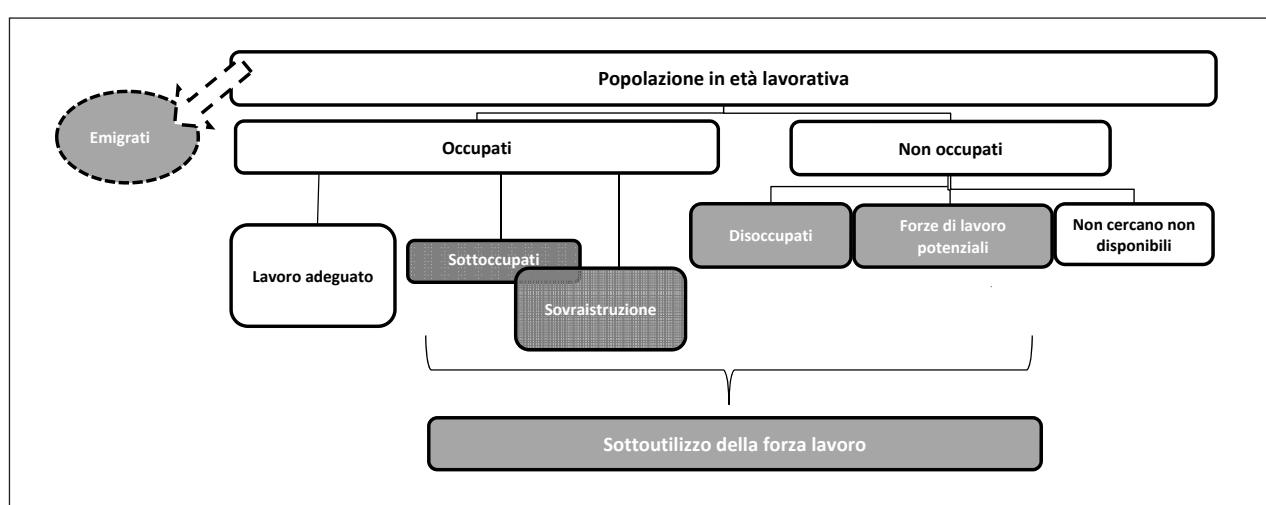 Popolazione in età lavorativa
Emigrati
Occupati
Non occupati
Lavoro adeguato
Sottoccupati
Sovraistruzione
Disoccupati
Forze di lavoro
potenziali
Non cercano non
disponibili
Sottoutilizzo della forza lavoro